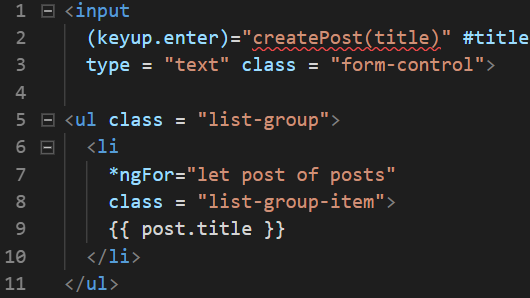 1 <input
2 (keyup.enter)="createPost(title)" #title
3 type = "text" class = "form-control">
4
5 <ul class = "list-group">
6 <li
7 *ngFor="let post of posts"
8 class = "list-group-item">
9 {{ post.title }}
10 </li>
11 </ul>